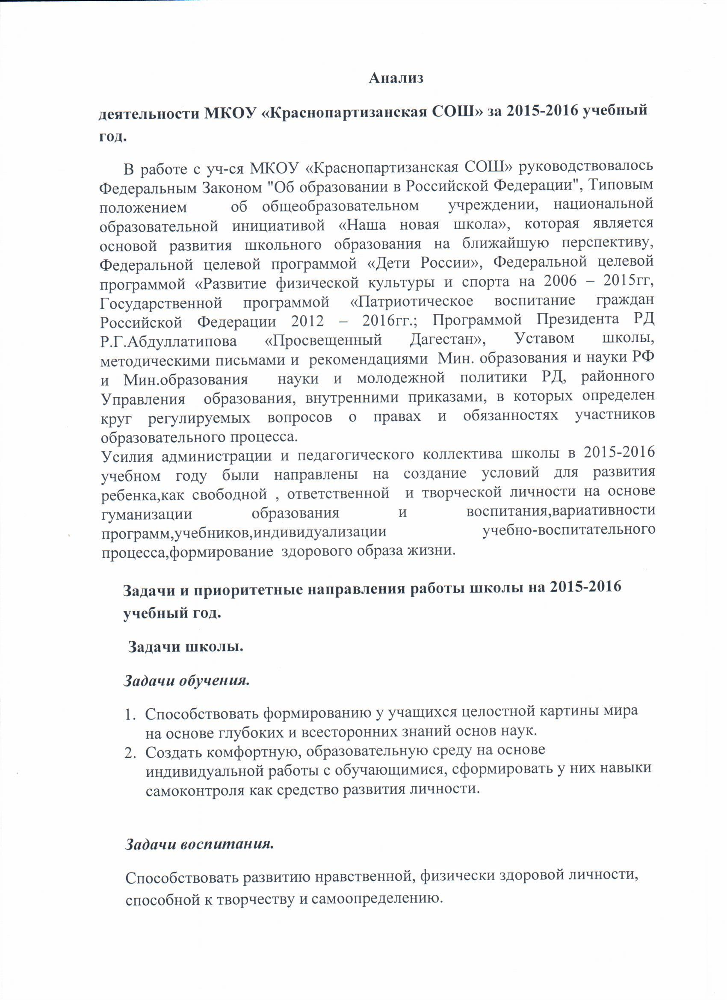 Анализ
деятельности МКОУ «Краснопартизанская СОШ» за 2015-2016 учебный
год.
В работе с уч-ся МКОУ «Краснопартизанская СОШ» руководствовалось
Федеральным Законом "Об образовании в Российской Федерации", Типовым
положением об общеобразовательном учреждении, национальной
образовательной инициативой «Наша новая школа», которая является
основой развития школьного образования на ближайшую перспективу,
Федеральной целевой программой «Дети России», Федеральной целевой
программой «Развитие физической культуры и спорта на 2006 – 2015гг,
Государственной программой «Патриотическое воспитание граждан
Российской Федерации 2012 – 2016гг.; Программой Президента РД
Р.Г.Абдуллатипова «Просвещенный Дагестан», Уставом школы,
методическими письмами и рекомендациями Мин. образования и науки РФ
и Мин.образования науки и молодежной политики РД, районного
Управления образования, внутренними приказами, в которых определен
круг регулируемых вопросов о правах и обязанностях участников
образовательного процесса.
Усилия администрации и педагогического коллектива школы в 2015-2016
учебном году были направлены на создание условий для развития
ребенка,как свободной , ответственной и творческой личности на основе
гуманизации образования и воспитания,вариативности
программ,учебников,индивидуализации учебно-воспитательного
процесса,формирование здорового образа жизни.
Задачи и приоритетные направления работы школы на 2015-2016
учебный год.
Задачи школы.
Задачи обучения.
1. Способствовать формированию у учащихся целостной картины мира
на основе глубоких и всесторонних знаний основ наук.
2. Создать комфортную, образовательную среду на основе
индивидуальной работы с обучающимися, сформировать у них навыки
самоконтроля как средство развития личности.
Задачи воспитания.
Способствовать развитию нравственной, физически здоровой личности,
способной к творчеству и самоопределению.